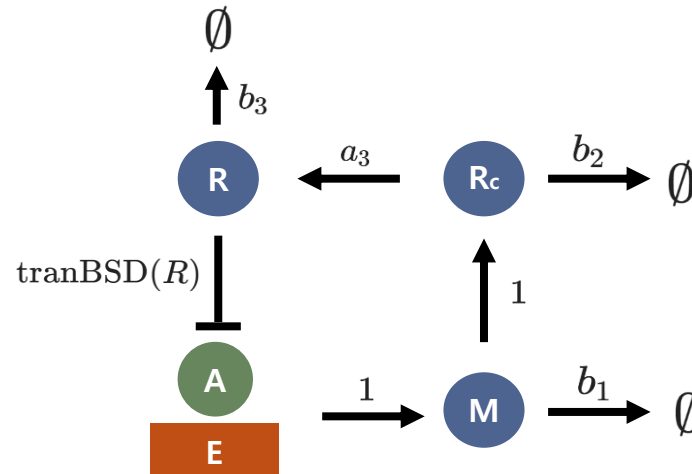 ∅
b₃
R
a₃
Rc
b₂
∅
tranBSD(R)
1
A
1
M
b₁
∅
E